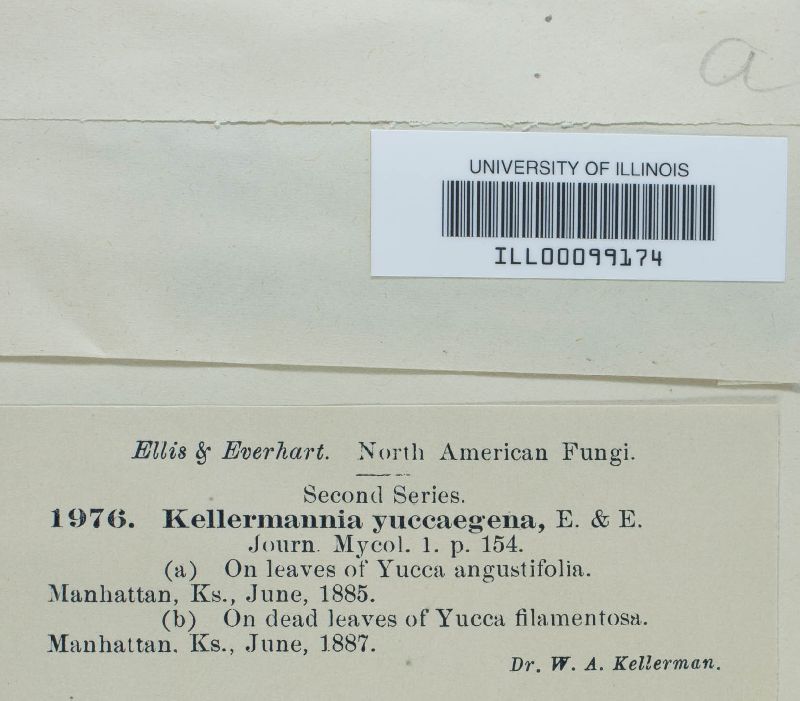 a
UNIVERSITY OF ILLINOIS
ILL00099174
Ellis & Everhart. North American Fungi.
Second Series.
1976. Kellermannia yuccaegena, E. & E.
Journ. Mycol. 1. p. 154.
(a) On leaves of Yucca angustifolia.
Manhattan, Ks., June, 1885.
(b) On dead leaves of Yucca filamentosa.
Manhattan. Ks., June, 1887.
Dr. W. A. Kellerman.